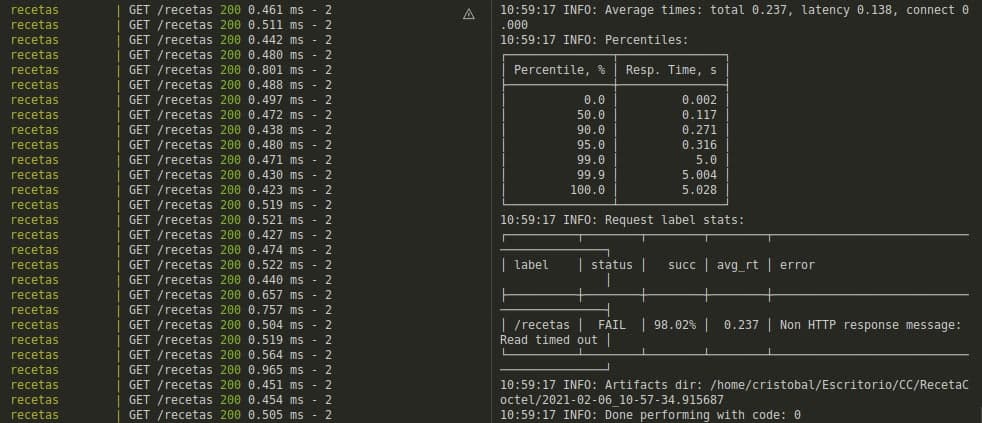 recetas | GET /recetas 200 0.461 ms - 2
recetas | GET /recetas 200 0.511 ms - 2
recetas | GET /recetas 200 0.442 ms - 2
recetas | GET /recetas 200 0.480 ms - 2
recetas | GET /recetas 200 0.801 ms - 2
recetas | GET /recetas 200 0.488 ms - 2
recetas | GET /recetas 200 0.497 ms - 2
recetas | GET /recetas 200 0.472 ms - 2
recetas | GET /recetas 200 0.438 ms - 2
recetas | GET /recetas 200 0.480 ms - 2
recetas | GET /recetas 200 0.471 ms - 2
recetas | GET /recetas 200 0.430 ms - 2
recetas | GET /recetas 200 0.423 ms - 2
recetas | GET /recetas 200 0.519 ms - 2
recetas | GET /recetas 200 0.521 ms - 2
recetas | GET /recetas 200 0.427 ms - 2
recetas | GET /recetas 200 0.474 ms - 2
recetas | GET /recetas 200 0.522 ms - 2
recetas | GET /recetas 200 0.440 ms - 2
recetas | GET /recetas 200 0.657 ms - 2
recetas | GET /recetas 200 0.757 ms - 2
recetas | GET /recetas 200 0.504 ms - 2
recetas | GET /recetas 200 0.519 ms - 2
recetas | GET /recetas 200 0.564 ms - 2
recetas | GET /recetas 200 0.965 ms - 2
recetas | GET /recetas 200 0.451 ms - 2
recetas | GET /recetas 200 0.454 ms - 2
recetas | GET /recetas 200 0.505 ms - 2
10:59:17 INFO: Average times: total 0.237, latency 0.138, connect 0
.000
10:59:17 INFO: Percentiles:
| Percentile, % | Resp. Time, s |
| 0.0 | 0.002 |
| 50.0 | 0.117 |
| 90.0 | 0.271 |
| 95.0 | 0.316 |
| 99.0 | 5.0 |
| 99.9 | 5.004 |
| 100.0 | 5.028 |
10:59:17 INFO: Request label stats:
| label | status | succ | avg_rt | error
|
| /recetas | FAIL | 98.02% | 0.237 | Non HTTP response message:
Read timed out |
10:59:17 INFO: Artifacts dir: /home/cristobal/Escritorio/CC/RecetaC
octel/2021-02-06_10-57-34.915687
10:59:17 INFO: Done performing with code: 0